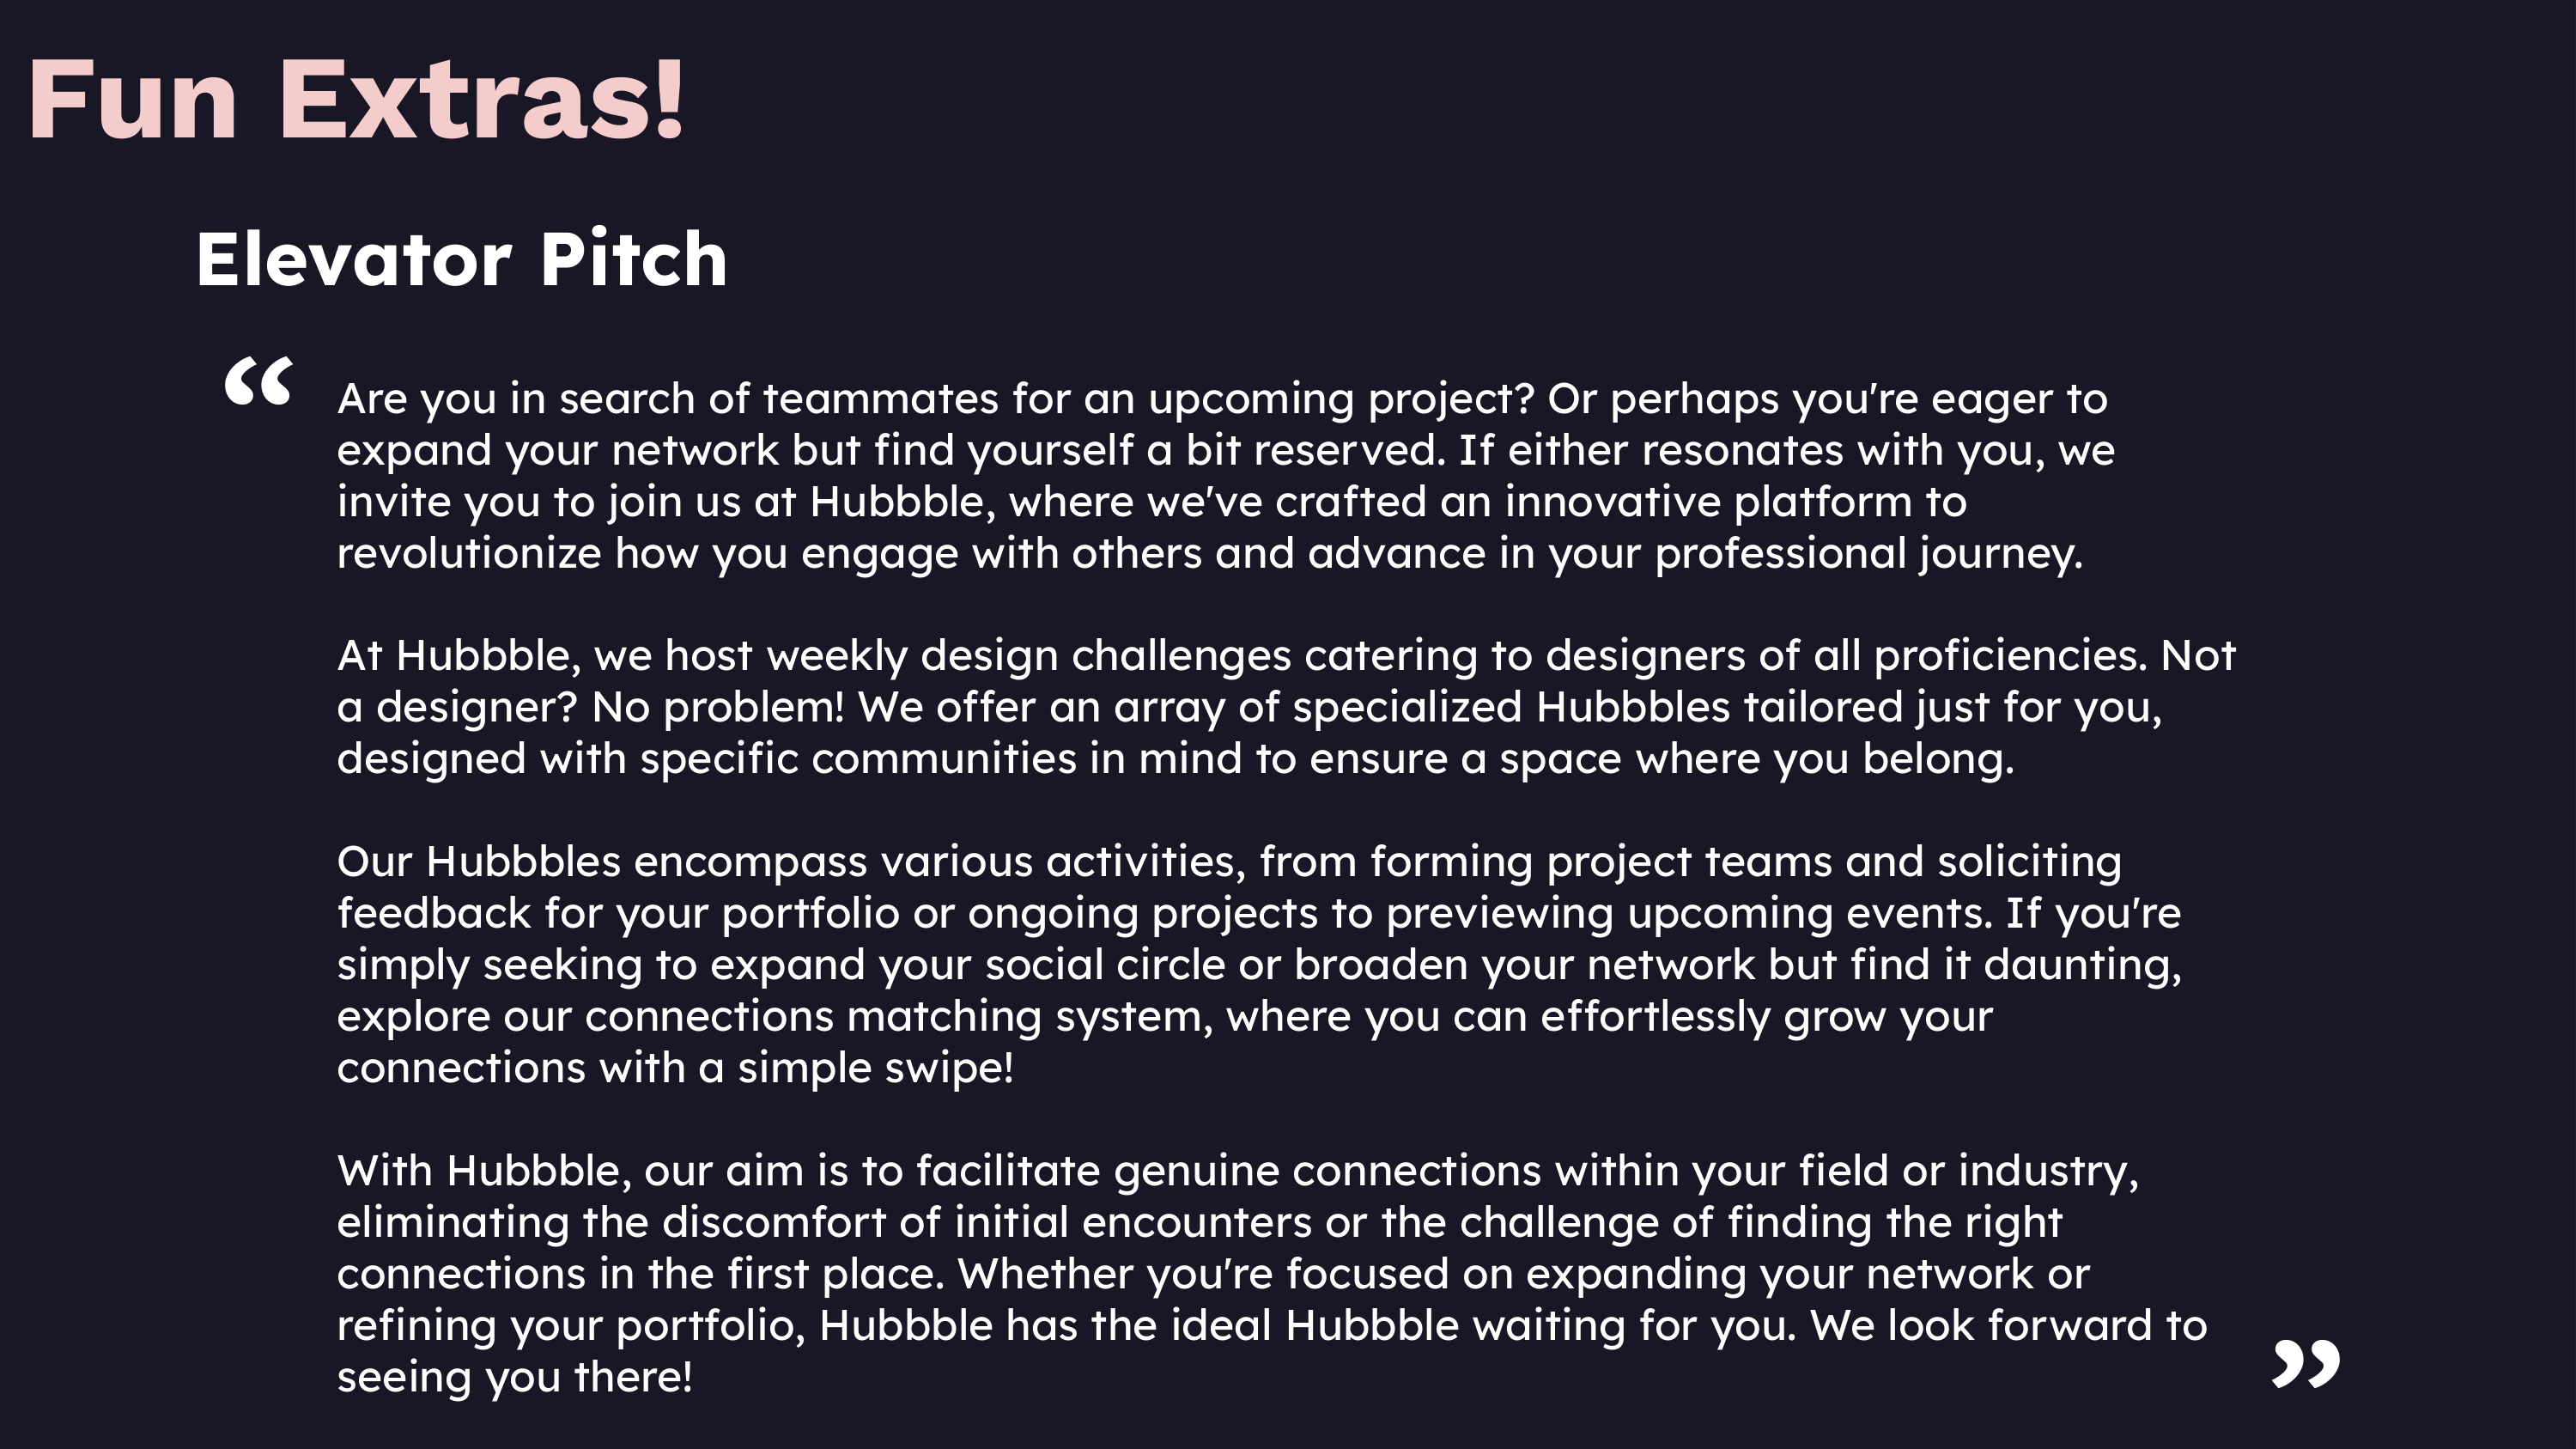 Fun Extras!
Elevator Pitch
“
Are you in search of teammates for an upcoming project? Or perhaps you're eager to
expand your network but find yourself a bit reserved. If either resonates with you, we
invite you to join us at Hubbble, where we've crafted an innovative platform to
revolutionize how you engage with others and advance in your professional journey.
At Hubbble, we host weekly design challenges catering to designers of all proficiencies. Not
a designer? No problem! We offer an array of specialized Hubbbles tailored just for you,
designed with specific communities in mind to ensure a space where you belong.
Our Hubbbles encompass various activities, from forming project teams and soliciting
feedback for your portfolio or ongoing projects to previewing upcoming events. If you're
simply seeking to expand your social circle or broaden your network but find it daunting,
explore our connections matching system, where you can effortlessly grow your
connections with a simple swipe!
With Hubbble, our aim is to facilitate genuine connections within your field or industry,
eliminating the discomfort of initial encounters or the challenge of finding the right
connections in the first place. Whether you're focused on expanding your network or
refining your portfolio, Hubbble has the ideal Hubbble waiting for you. We look forward to
seeing you there!
”